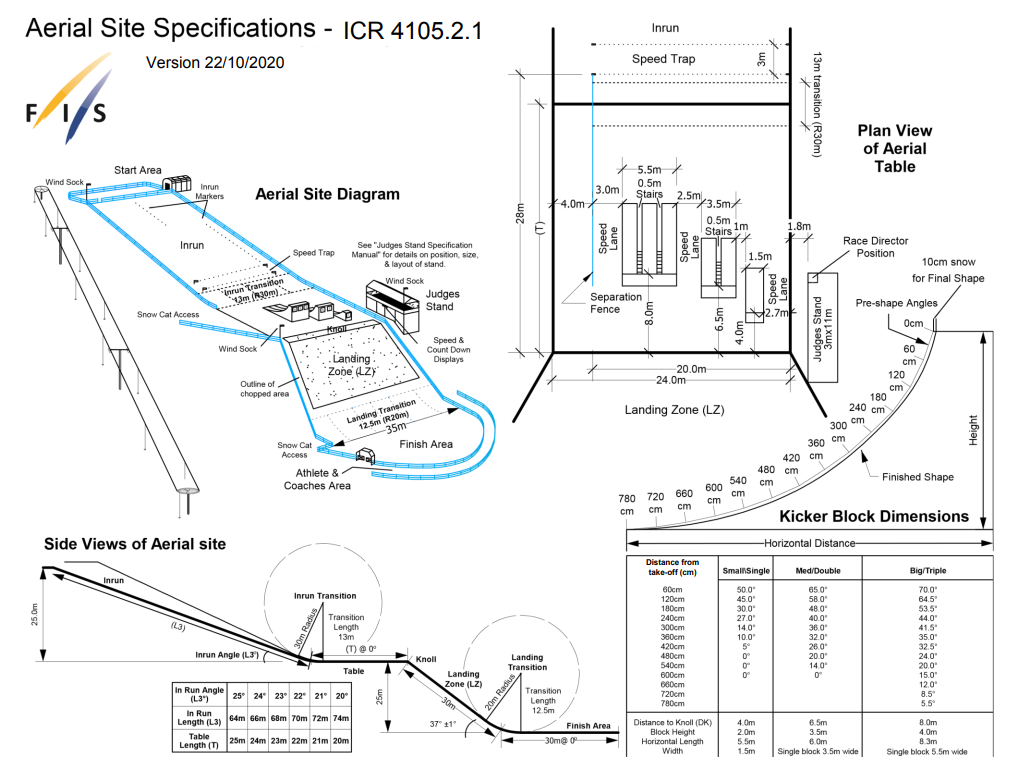 Aerial Site Specifications - ICR 4105.2.1
Version 22/10/2020
F I S
Aerial Site Diagram
Start Area
Wind Sock
Inrun
Markers
Inrun
Speed Trap
Inrun Transition
13m (R30m)
See "Judges Stand Specification
Manual" for details on position, size,
& layout of stand.
Wind Sock
Judges
Stand
Snow Cat Access
Knoll
Wind Sock
Speed &
Count Down
Displays
Landing
Zone (LZ)
Outline of
chopped area
Landing Transition
12.5m (R20m)
35m
Finish Area
Snow Cat
Access
Athlete &
Coaches Area
Inrun
Speed Trap
3m
13m transition (R30m)
Plan View
of Aerial
Table
5.5m
3.0m
0.5m
Stairs
2.5m
3.5m
4.0m
0.5m
Stairs
1m
1.8m
28m
(T)
Speed
Lane
Speed
Lane
1.5m
Speed
Lane
2.7m
Separation
Fence
8.0m
6.5m
4.0m
Race Director
Position
Judges Stand
3mx11m
20.0m
24.0m
Landing Zone (LZ)
10cm snow
for Final Shape
Pre-shape Angles
0cm
60
cm
120
cm
180
cm
240
cm
300
cm
360
cm
420
cm
480
cm
540
cm
600
cm
660
cm
720
cm
780
cm
Height
Finished Shape
Kicker Block Dimensions
Horizontal Distance
Side Views of Aerial site
Inrun
25.0m
(L3)
Inrun Angle (L3°)
Inrun Transition
30m Radius
Transition
Length
13m
(T) @ 0°
Table
Knoll
25m
Landing
Zone (LZ)
30m
37° ±1°
Landing
Transition
20m Radius
Transition
Length
12.5m
Finish Area
30m@ 0°
In Run Angle
(L3°) 25° 24° 23° 22° 21° 20°
In Run
Length (L3) 64m 66m 68m 70m 72m 74m
Table
Length (T) 25m 24m 23m 22m 21m 20m
Distance from
take-off (cm) Small\Single Med/Double Big/Triple
60cm 50.0° 65.0° 70.0°
120cm 45.0° 58.0° 64.5°
180cm 30.0° 48.0° 53.5°
240cm 27.0° 40.0° 44.0°
300cm 14.0° 36.0° 41.5°
360cm 10.0° 32.0° 35.0°
420cm 5° 26.0° 32.5°
480cm 0° 20.0° 24.0°
540cm 0° 14.0° 20.0°
600cm 0° 0° 15.0°
660cm 12.0°
720cm 8.5°
780cm 5.5°
Distance to Knoll (DK) 4.0m 6.5m 8.0m
Block Height 2.0m 3.5m 4.0m
Horizontal Length 5.5m 6.0m 8.3m
Width 1.5m Single block 3.5m wide Single block 5.5m wide